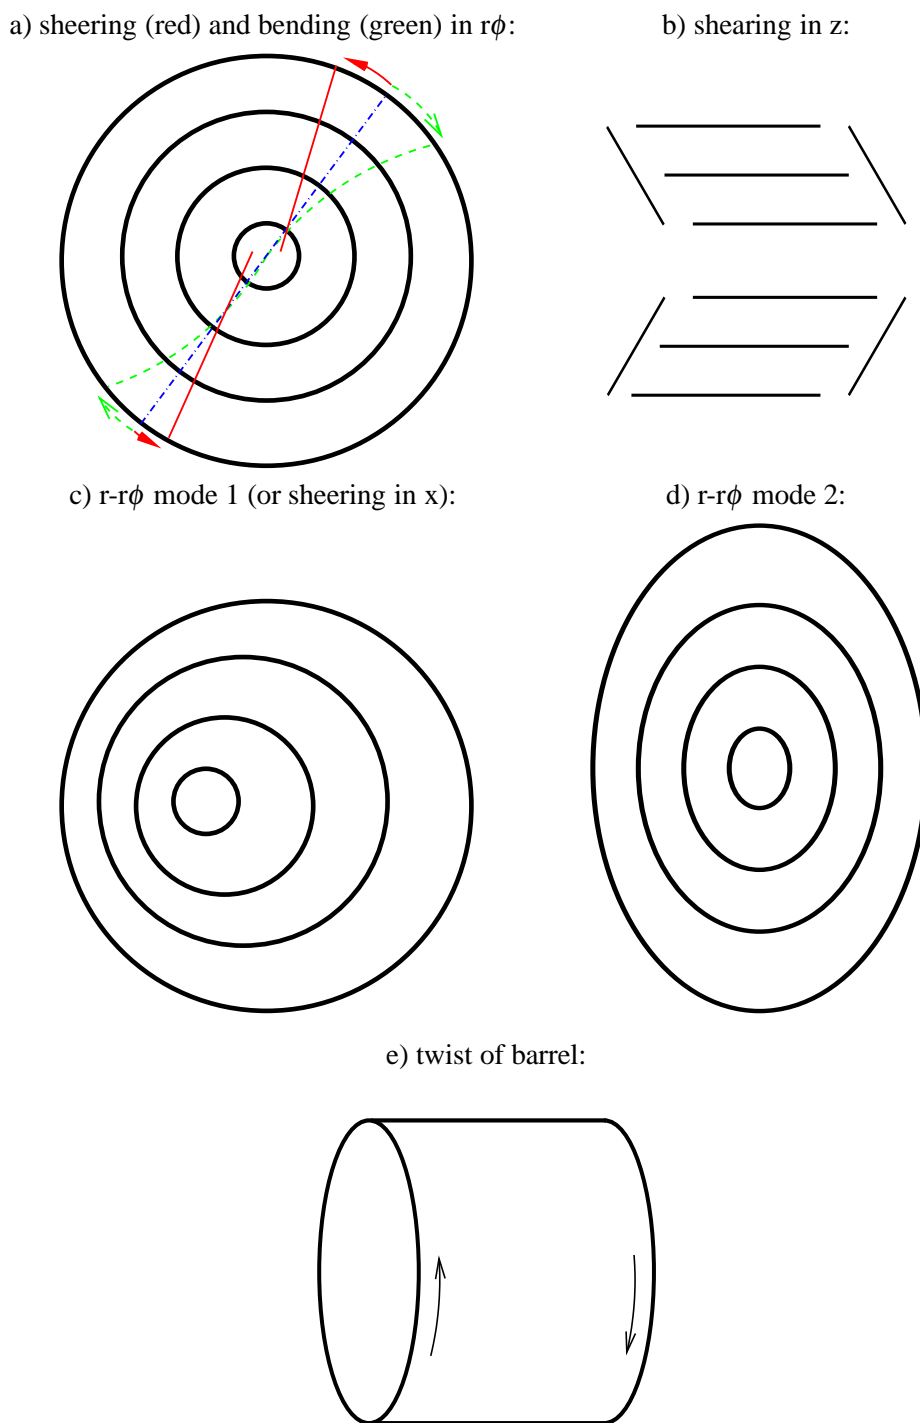 a) sheering (red) and bending (green) in rϕ:
b) shearing in z:
c) r-rϕ mode 1 (or sheering in x):
d) r-rϕ mode 2:
e) twist of barrel: